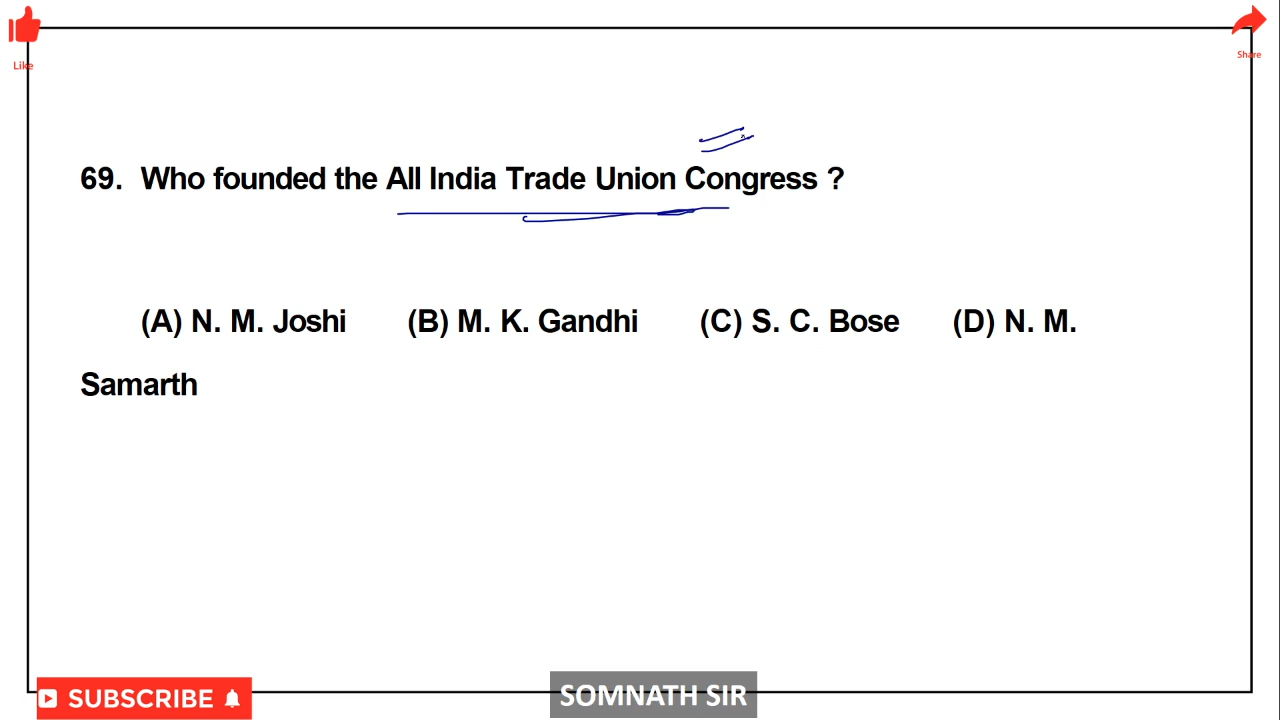 Like
Share
69. Who founded the All India Trade Union Congress ?
(A) N. M. Joshi (B) M. K. Gandhi (C) S. C. Bose (D) N. M.
Samarth
SUBSCRIBE
SOMNATH SIR